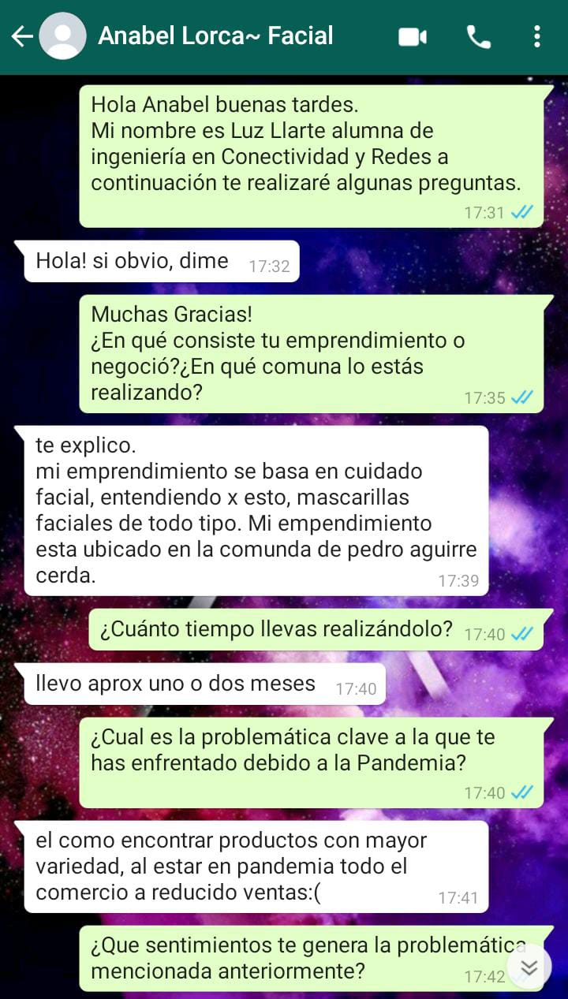 Anabel Lorca~ Facial
Hola Anabel buenas tardes.
Mi nombre es Luz Llarte alumna de
ingeniería en Conectividad y Redes a
continuación te realizaré algunas preguntas.
17:31
Hola! si obvio, dime 17:32
Muchas Gracias!
¿En qué consiste tu emprendimiento o
negoció?¿En qué comuna lo estás
realizando?
17:35
te explico.
mi emprendimiento se basa en cuidado
facial, entendiendo x esto, mascarillas
faciales de todo tipo. Mi empendimiento
esta ubicado en la comunda de pedro aguirre
cerda.
17:39
¿Cuánto tiempo llevas realizándolo? 17:40
llevo aprox uno o dos meses 17:40
¿Cual es la problemática clave a la que te
has enfrentado debido a la Pandemia?
17:40
el como encontrar productos con mayor
variedad, al estar en pandemia todo el
comercio a reducido ventas:(
17:41
¿Que sentimientos te genera la problemática
mencionada anteriormente?
17:42